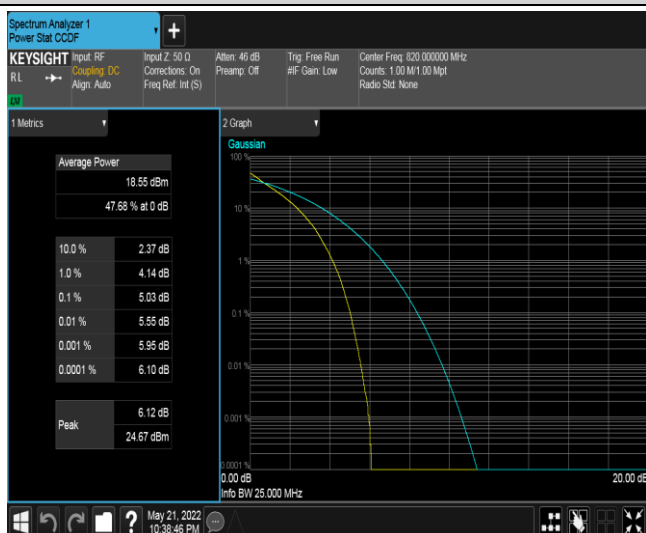 Spectrum Analyzer 1
Power Stat CCDF
+
KEYSIGHT
RL
Input: RF
Coupling: DC
Align: Auto
Input Z: 50 Ω
Corrections: On
Freq Ref: Int (S)
Atten: 46 dB
Preamp: Off
Trig: Free Run
#IF Gain: Low
Center Freq: 820.000000 MHz
Counts: 1.00 M/1.00 Mpt
Radio Std: None
1 Metrics
Average Power
18.55 dBm
47.68 % at 0 dB
10.0 % 2.37 dB
1.0 % 4.14 dB
0.1 % 5.03 dB
0.01 % 5.55 dB
0.001 % 5.95 dB
0.0001 % 6.10 dB
Peak
6.12 dB
24.67 dBm
2 Graph
Gaussian
100 %
10 %
1 %
0.1 %
0.01 %
0.001 %
0.0001 %
0.00 dB
20.00 dB
Info BW 25.000 MHz
?
May 21, 2022
10:38:46 PM